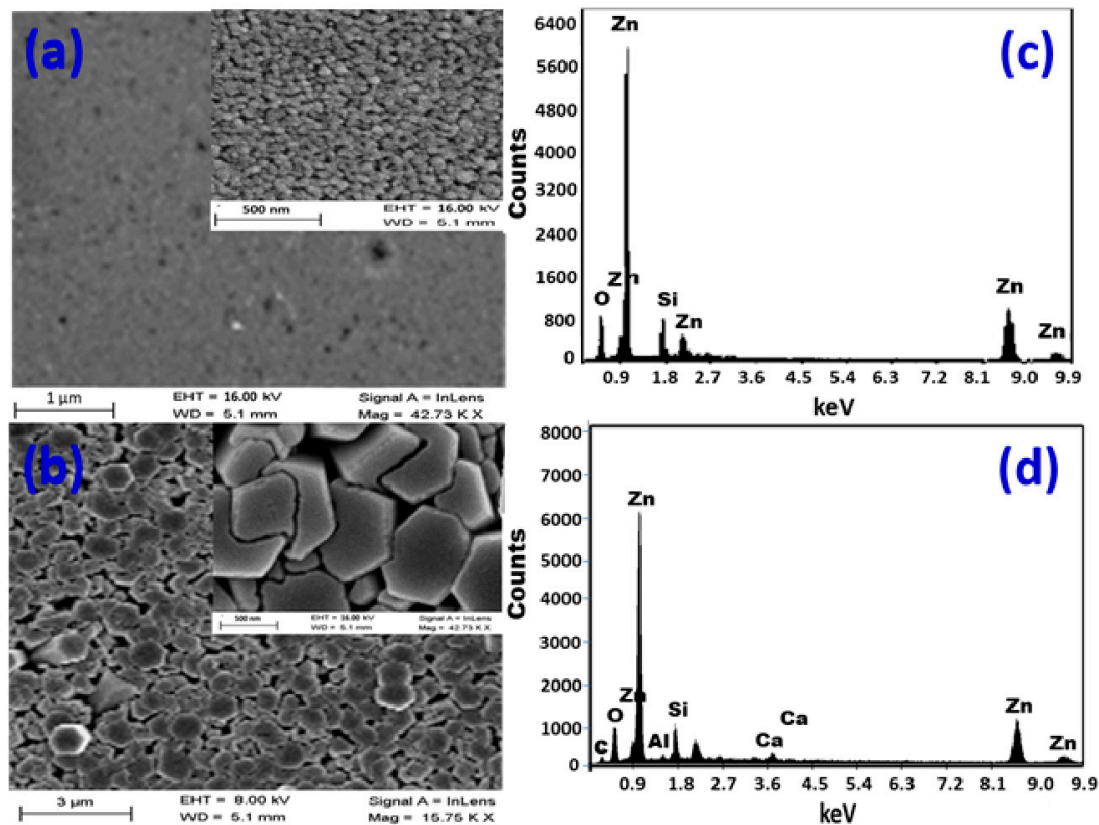 (a)
500 nm
EHT = 16.00 kV
WD = 5.1 mm
1 µm
EHT = 16.00 kV
WD = 5.1 mm
Signal A = InLens
Mag = 42.73 K X
(c)
Counts
6400
5600
4800
4000
3200
2400
1600
800
0
Zn
Zn
O
Si
Zn
Zn
Zn
0.9 1.8 2.7 3.6 4.5 5.4 6.3 7.2 8.1 9.0 9.9
keV
(b)
500 nm
EHT = 16.00 kV
WD = 5.1 mm
Signal A = InLens
Mag = 42.73 K X
3 µm
EHT = 8.00 kV
WD = 5.1 mm
Signal A = InLens
Mag = 15.75 K X
(d)
Counts
8000
7000
6000
5000
4000
3000
2000
1000
0
Zn
Zn
O
C
Al
Si
Ca
Ca
Zn
Zn
0.9 1.8 2.7 3.6 4.5 5.4 6.3 7.2 8.1 9.0 9.9
keV